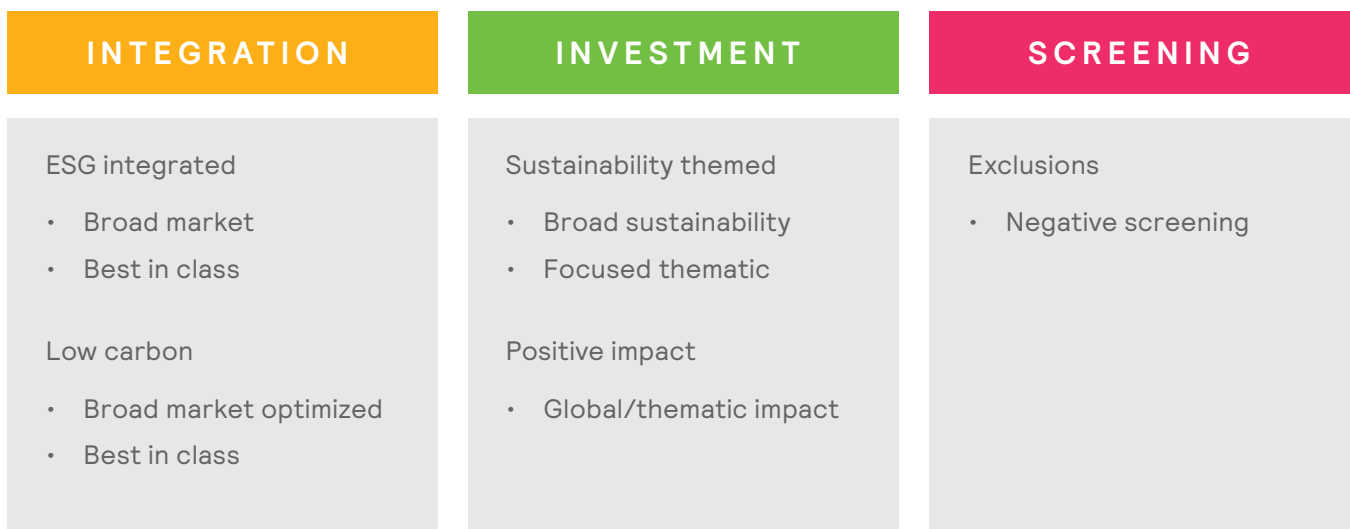 INTEGRATION
ESG integrated
• Broad market
• Best in class
Low carbon
• Broad market optimized
• Best in class
INVESTMENT
Sustainability themed
• Broad sustainability
• Focused thematic
Positive impact
• Global/thematic impact
SCREENING
Exclusions
• Negative screening